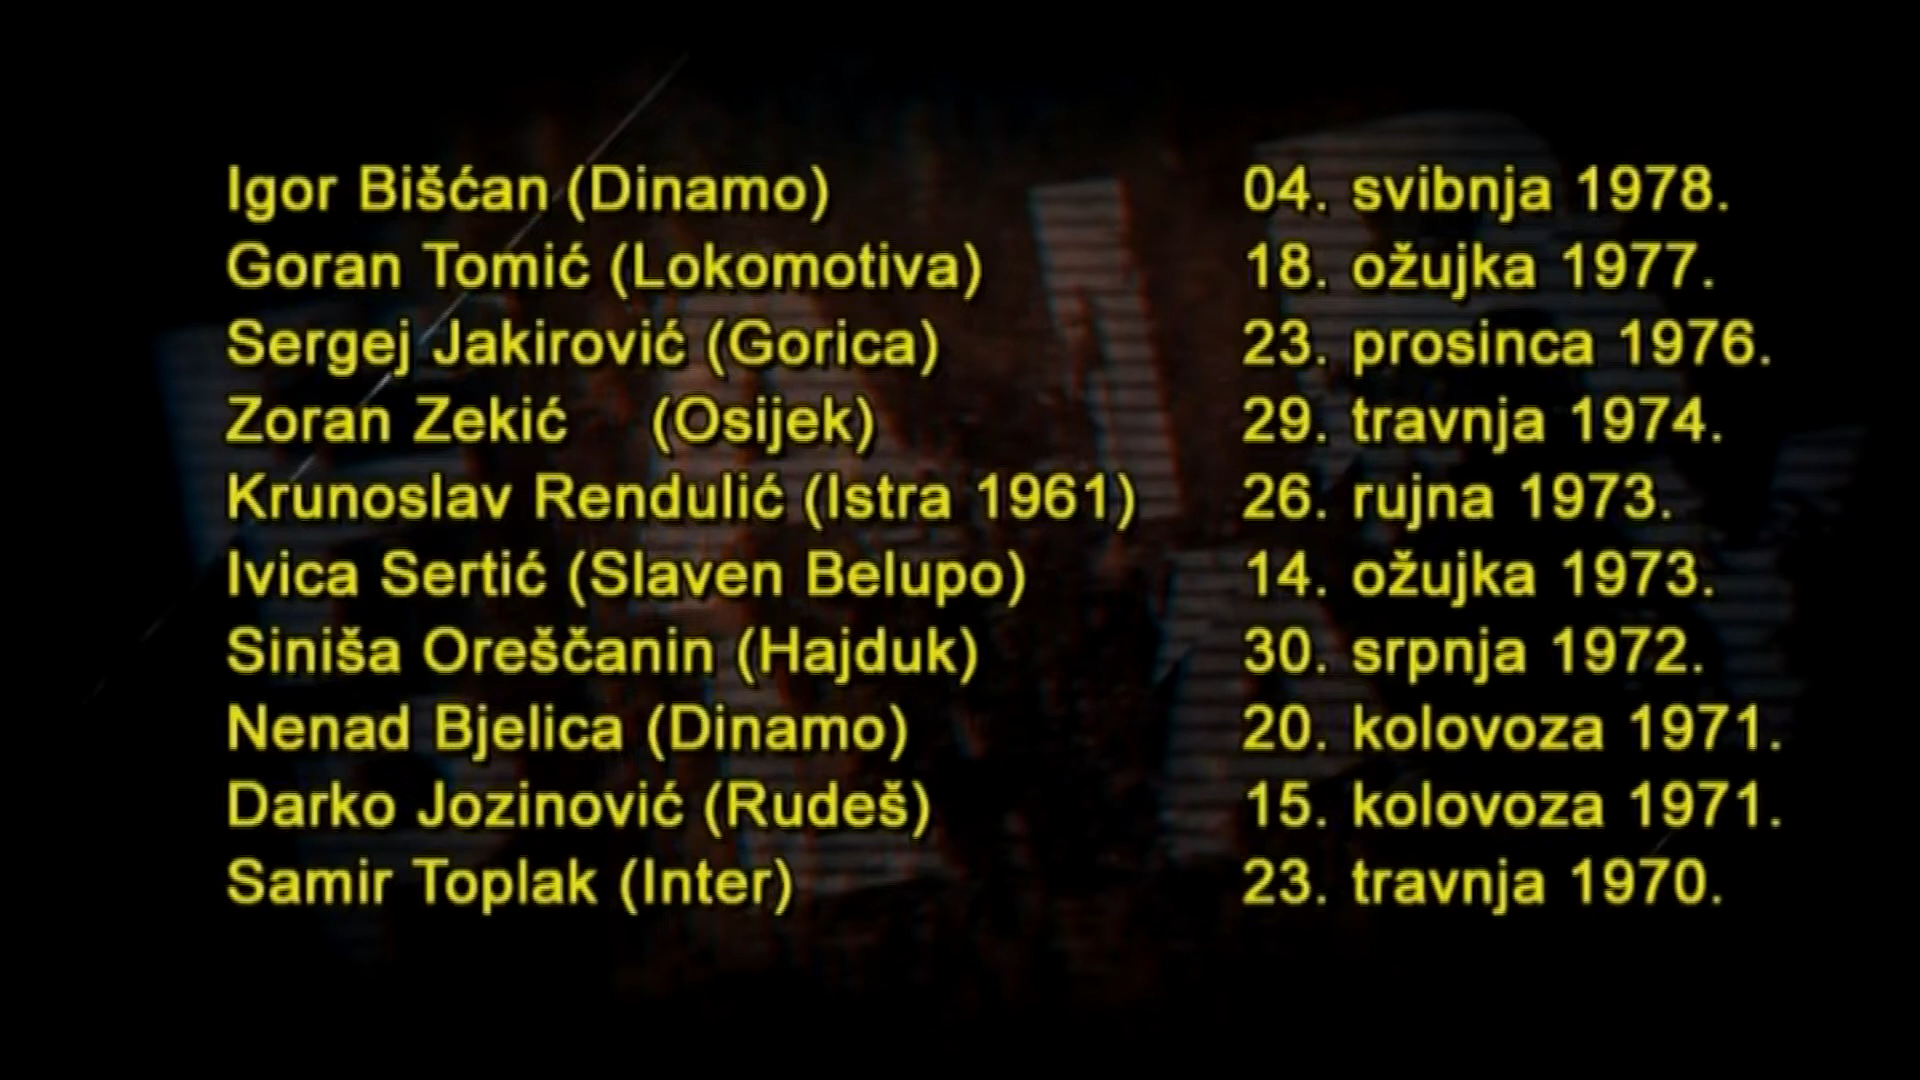 Igor Bišćan (Dinamo) 04. svibnja 1978.
Goran Tomić (Lokomotiva) 18. ožujka 1977.
Sergej Jakirović (Gorica) 23. prosinca 1976.
Zoran Zekić (Osijek) 29. travnja 1974.
Krunoslav Rendulić (Istra 1961) 26. rujna 1973.
Ivica Sertić (Slaven Belupo) 14. ožujka 1973.
Siniša Oreščanin (Hajduk) 30. srpnja 1972.
Nenad Bjelica (Dinamo) 20. kolovoza 1971.
Darko Jozinović (Rudeš) 15. kolovoza 1971.
Samir Toplak (Inter) 23. travnja 1970.